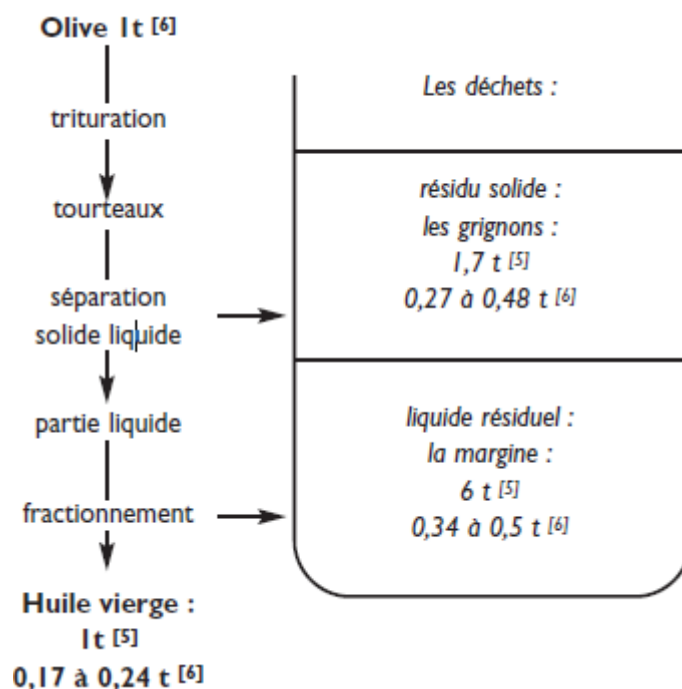 Olive 1t [6]
trituration
tourteaux
séparation
solide liquide
partie liquide
fractionnement
Huile vierge :
1t [5]
0,17 à 0,24 t [6]
Les déchets :
résidu solide :
les grignons :
1,7 t [5]
0,27 à 0,48 t [6]
liquide résiduel :
la margine :
6 t [5]
0,34 à 0,5 t [6]